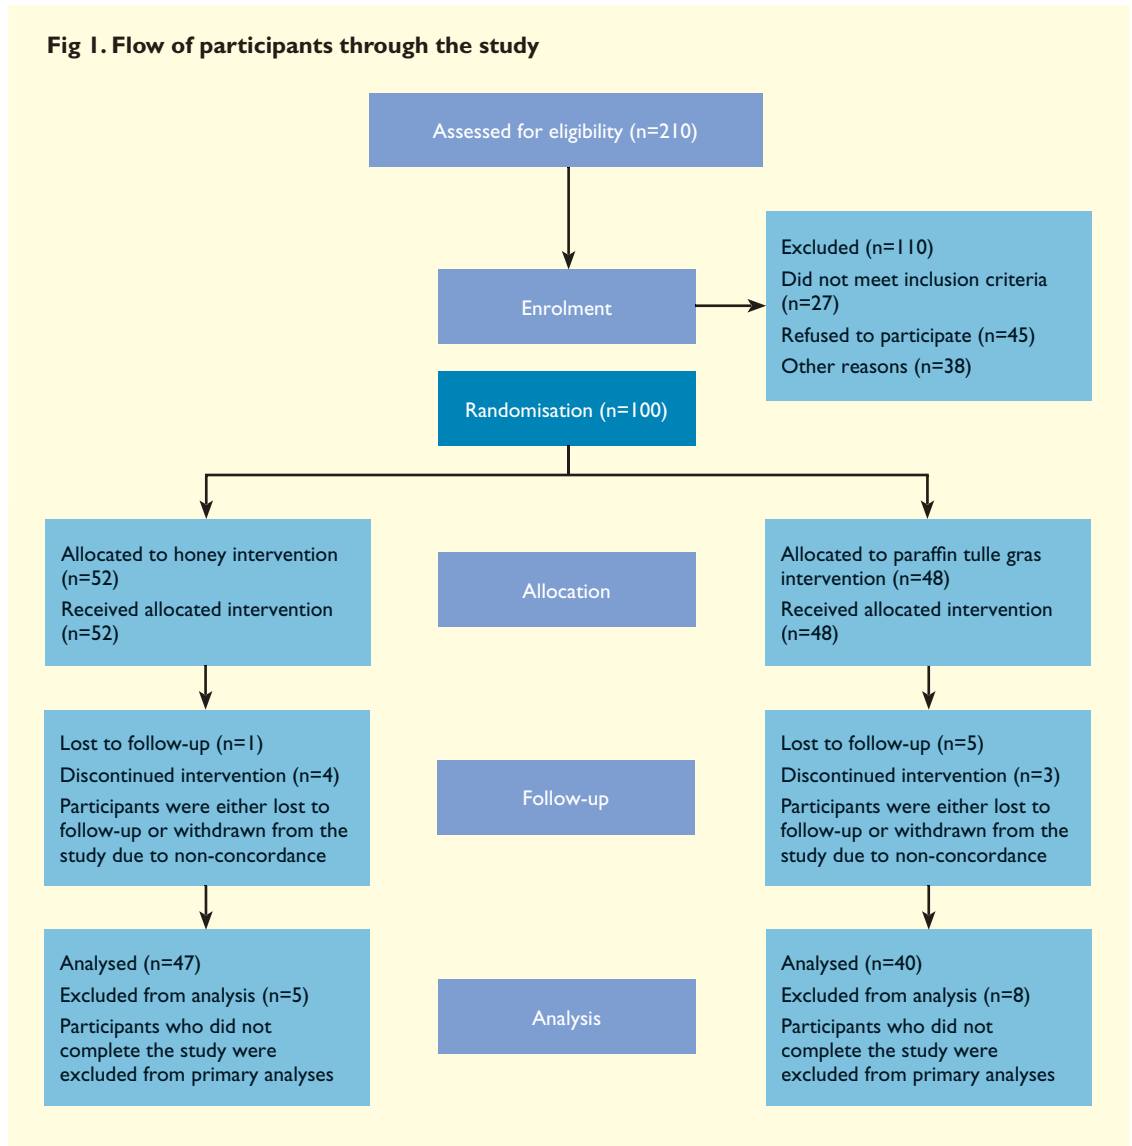 Fig 1. Flow of participants through the study
Assessed for eligibility (n=210)
Excluded (n=110)
Did not meet inclusion criteria
(n=27)
Refused to participate (n=45)
Other reasons (n=38)
Enrolment
Randomisation (n=100)
Allocated to honey intervention
(n=52)
Received allocated intervention
(n=52)
Allocation
Allocated to paraffin tulle gras
intervention (n=48)
Received allocated intervention
(n=48)
Lost to follow-up (n=1)
Discontinued intervention (n=4)
Participants were either lost to
follow-up or withdrawn from the
study due to non-concordance
Follow-up
Lost to follow-up (n=5)
Discontinued intervention (n=3)
Participants were either lost to
follow-up or withdrawn from the
study due to non-concordance
Analysed (n=47)
Excluded from analysis (n=5)
Participants who did not
complete the study were
excluded from primary analyses
Analysis
Analysed (n=40)
Excluded from analysis (n=8)
Participants who did not
complete the study were
excluded from primary analyses